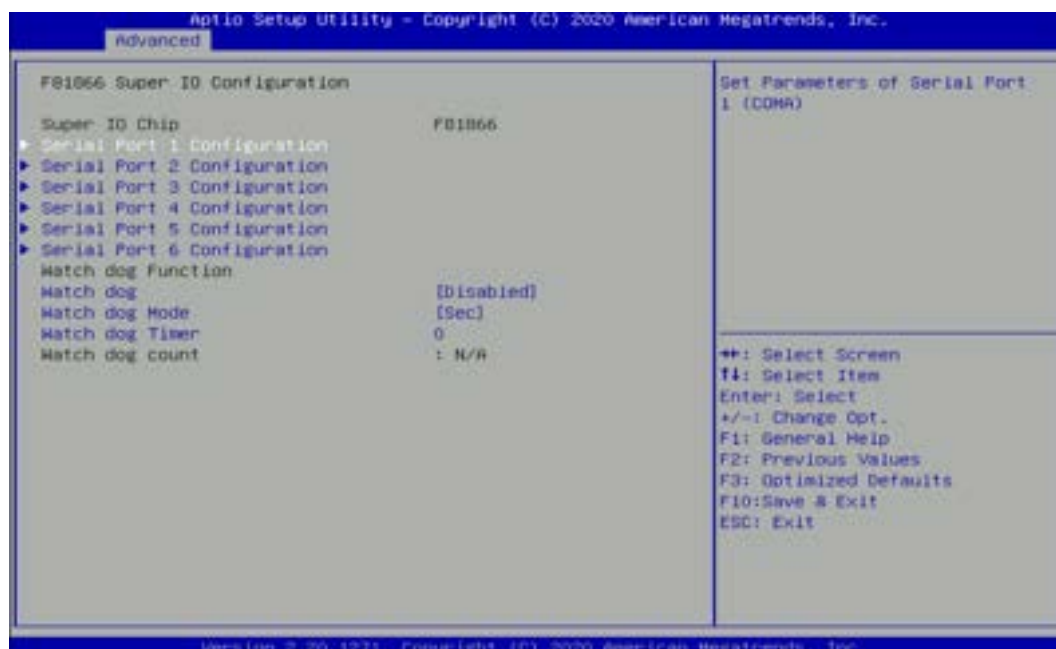 Aptio Setup Utility – Copyright (C) 2020 American Megatrends, Inc.
Advanced
F81866 Super IO Configuration
Super IO Chip F81866
Serial Port 1 Configuration
Serial Port 2 Configuration
Serial Port 3 Configuration
Serial Port 4 Configuration
Serial Port 5 Configuration
Serial Port 6 Configuration
Watch dog Function
Watch dog [Disabled]
Watch dog Mode [Sec]
Watch dog Timer 0
Watch dog count : N/A
Set Parameters of Serial Port
1 (COMA)
→←: Select Screen
↑↓: Select Item
Enter: Select
+/-: Change Opt.
F1: General Help
F2: Previous Values
F3: Optimized Defaults
F10:Save & Exit
ESC: Exit
Version 2.20.1271. Copyright (C) 2020 American Megatrends, Inc.